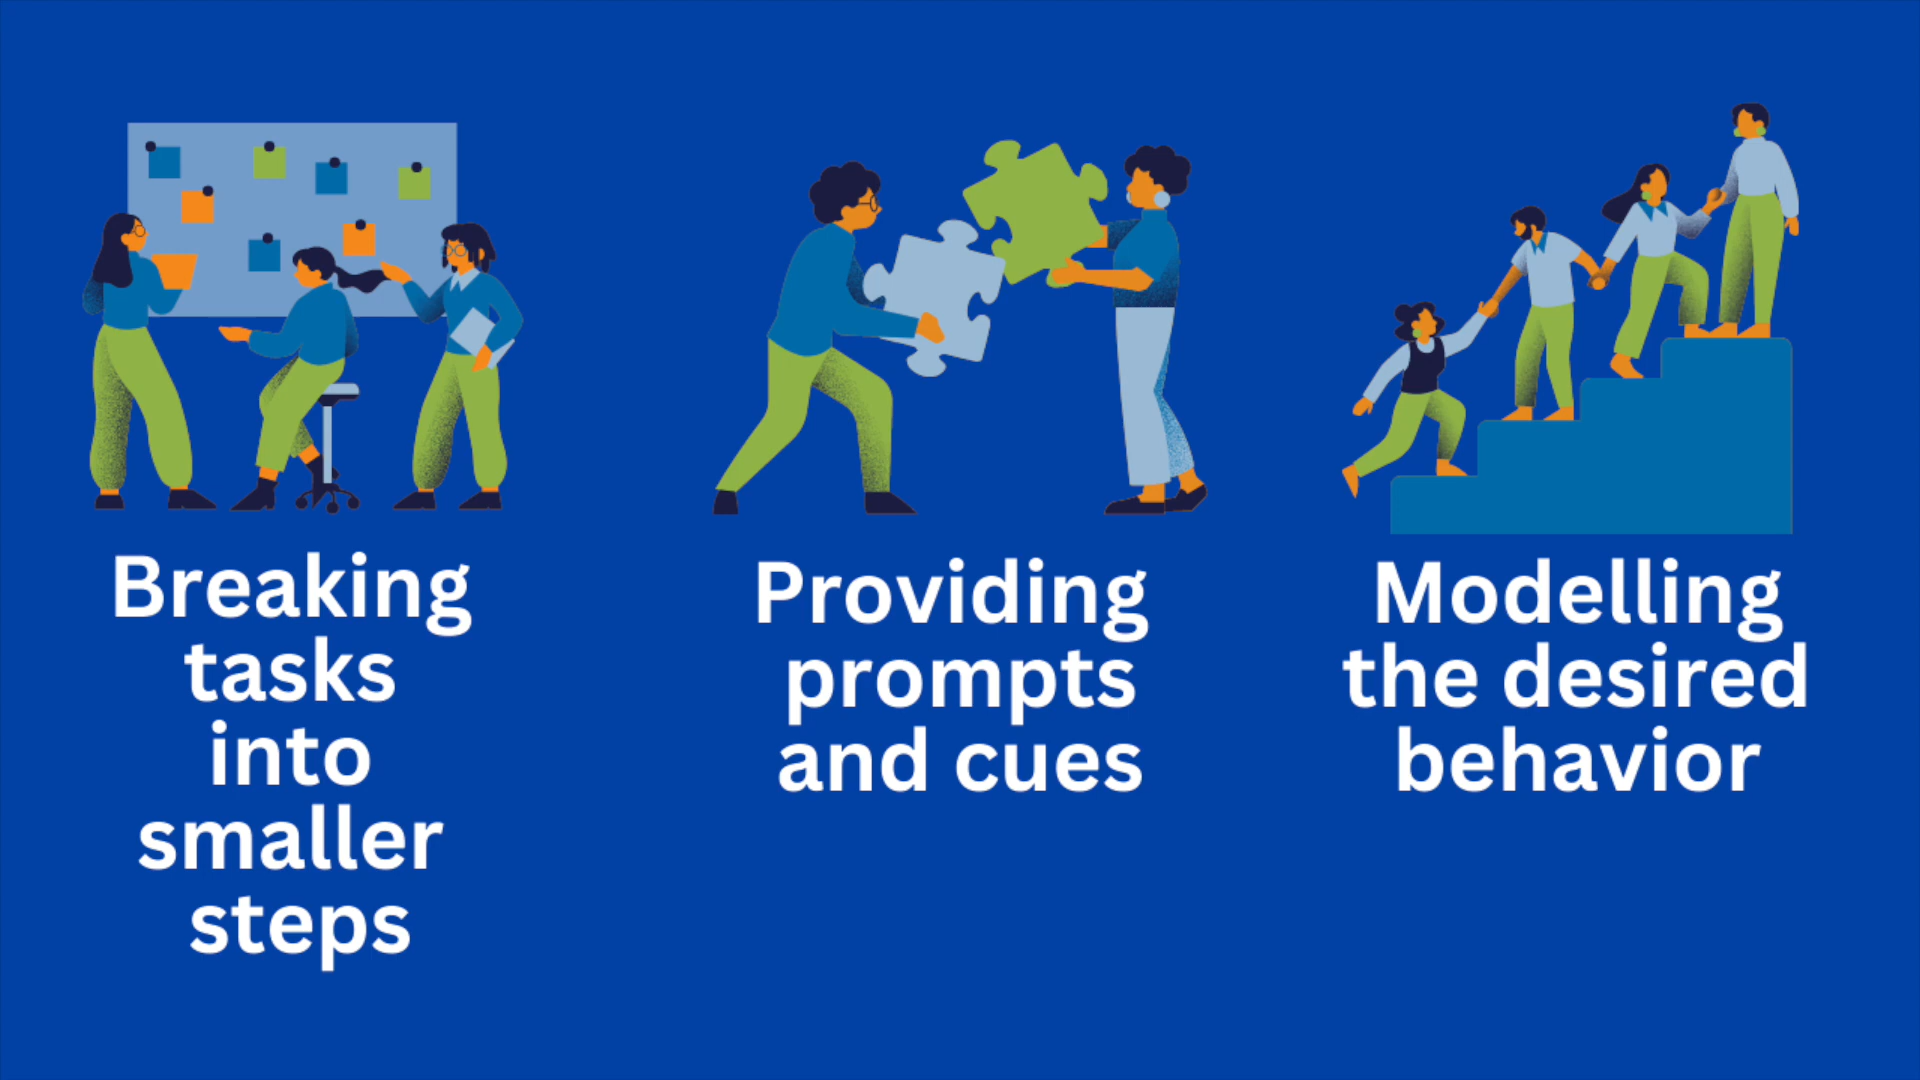 Breaking
tasks
into
smaller
steps
Providing
prompts
and cues
Modelling
the desired
behavior